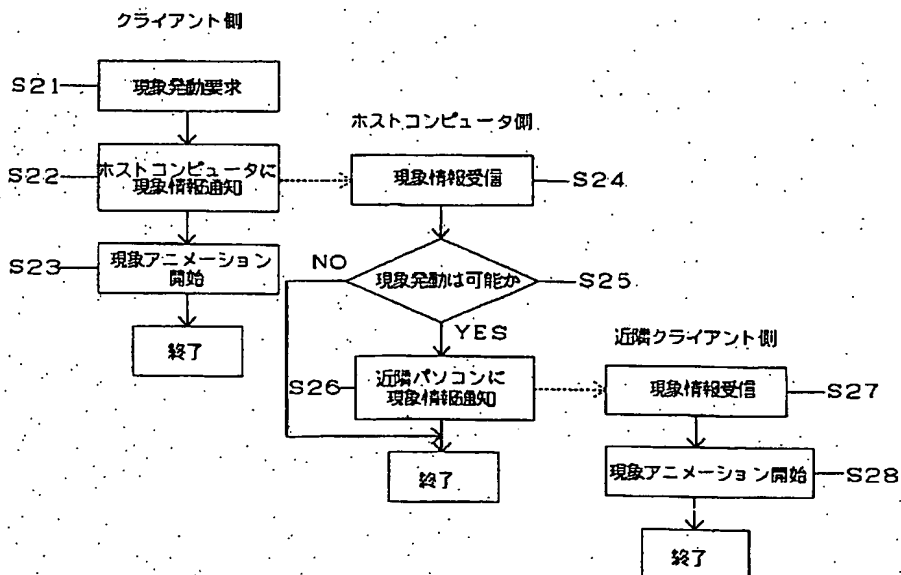 クライアント側
S21
現象発動要求
S22
ホストコンピュータに
現象情報通知
S23
現象アニメーション
開始
終了
ホストコンピュータ側
現象情報受信
S24
現象発動は可能か
S25
NO
YES
S26
近隣パソコンに
現象情報通知
終了
近隣クライアント側
現象情報受信
S27
現象アニメーション開始
S28
終了